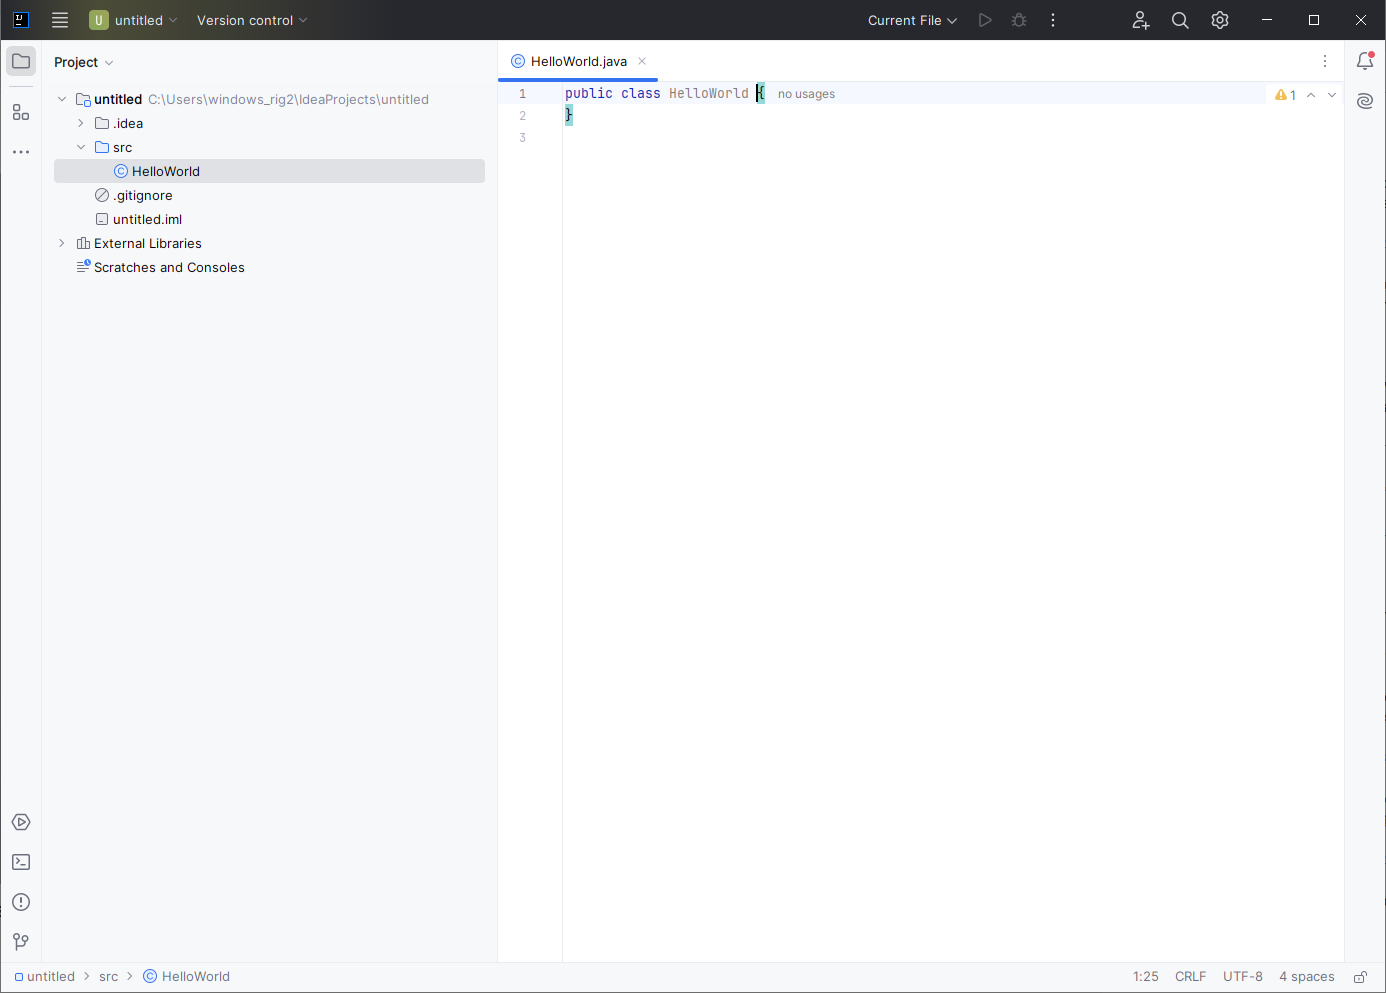 U untitled Version control Current File
Project
HelloWorld.java
untitled C:\Users\windows_rig2\IdeaProjects\untitled
.idea
src
HelloWorld
.gitignore
untitled.iml
External Libraries
Scratches and Consoles
1 public class HelloWorld { no usages
2 }
3
1
untitled > src > HelloWorld
1:25 CRLF UTF-8 4 spaces